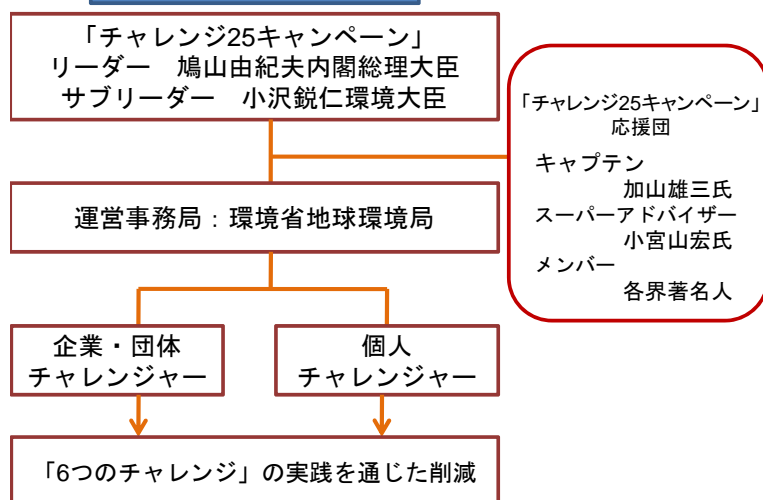 「チャレンジ25キャンペーン」
リーダー　鳩山由紀夫内閣総理大臣
サブリーダー　小沢鋭仁環境大臣
「チャレンジ25キャンペーン」
応援団
キャプテン
加山雄三氏
スーパーアドバイザー
小宮山宏氏
メンバー
各界著名人
運営事務局：環境省地球環境局
企業・団体
チャレンジャー
個人
チャレンジャー
「6つのチャレンジ」の実践を通じた削減